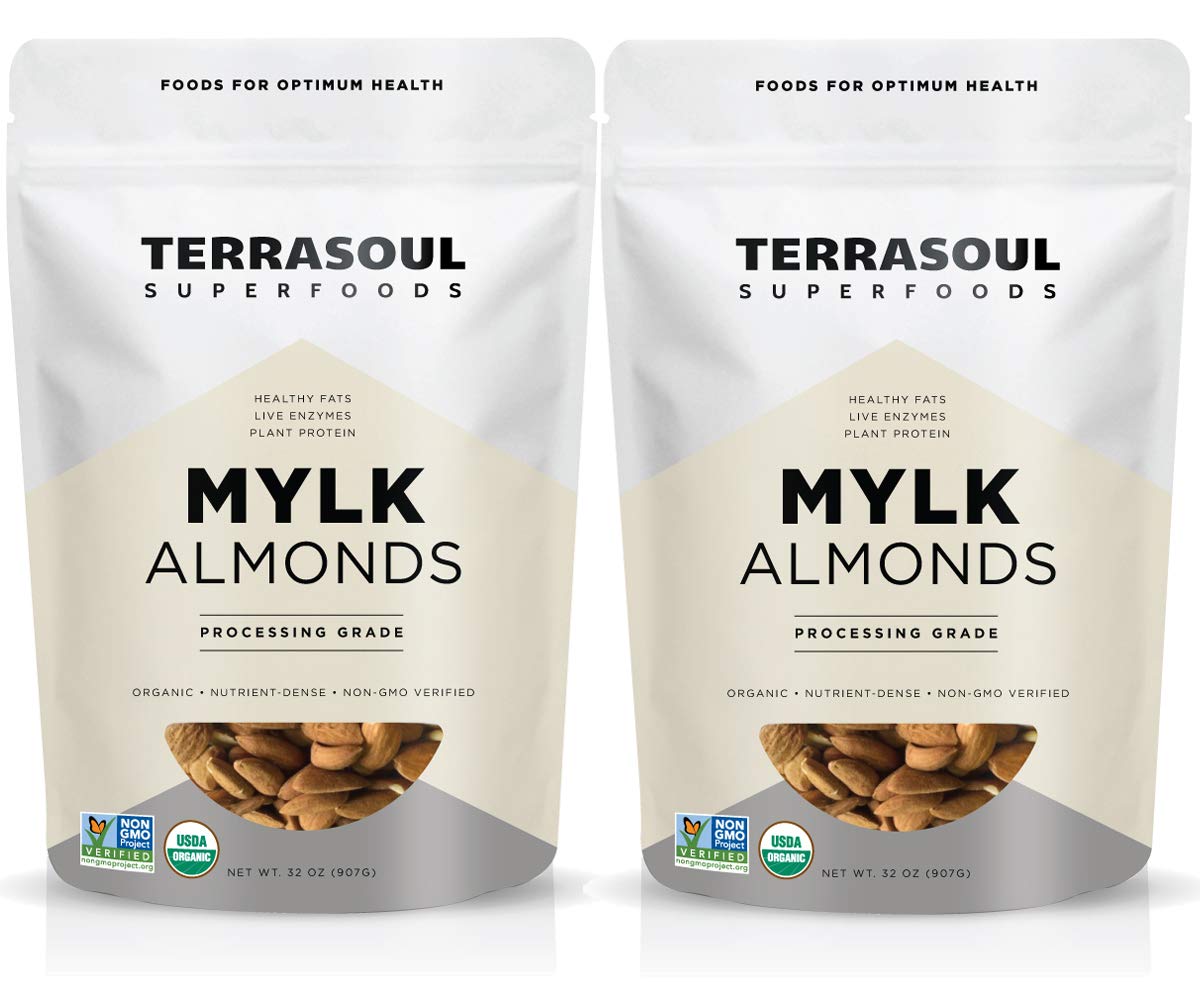 FOODS FOR OPTIMUM HEALTH
TERRASOUL
SUPERFOODS
HEALTHY FATS
LIVE ENZYMES
PLANT PROTEIN
MYLK
ALMONDS
PROCESSING GRADE
ORGANIC • NUTRIENT-DENSE • NON-GMO VERIFIED
NON
GMO
Project
VERIFIED
nongmoproject.org
USDA
ORGANIC
NET WT. 32 OZ (907G)
FOODS FOR OPTIMUM HEALTH
TERRASOUL
SUPERFOODS
HEALTHY FATS
LIVE ENZYMES
PLANT PROTEIN
MYLK
ALMONDS
PROCESSING GRADE
ORGANIC • NUTRIENT-DENSE • NON-GMO VERIFIED
NON
GMO
Project
VERIFIED
nongmoproject.org
USDA
ORGANIC
NET WT. 32 OZ (907G)